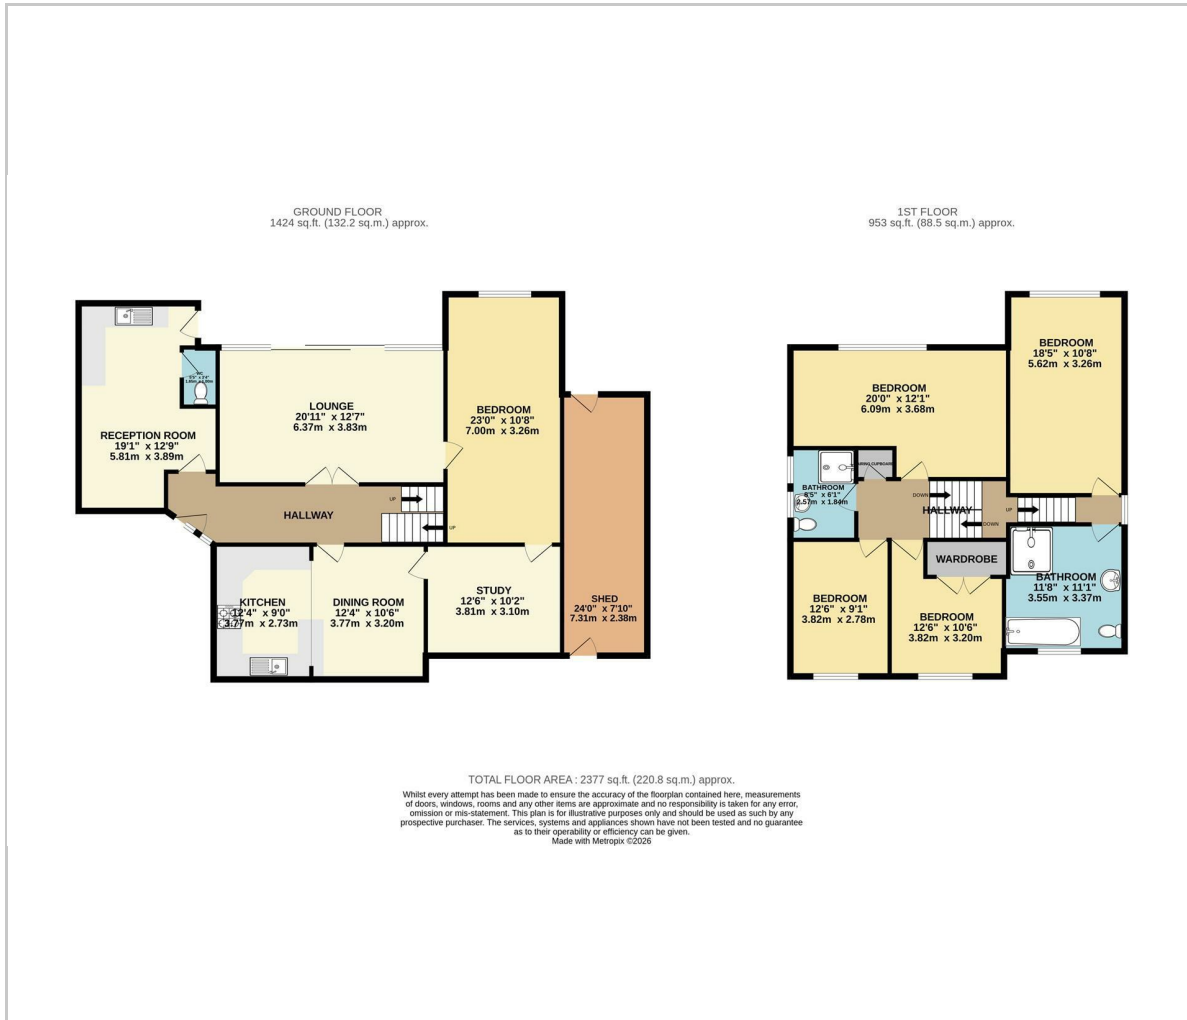 GROUND FLOOR
1424 sq.ft. (132.2 sq.m.) approx.
1ST FLOOR
953 sq.ft. (88.5 sq.m.) approx.
WC
LOUNGE
20'11" x 12'7"
6.37m x 3.83m
BEDROOM
23'0" x 10'8"
7.00m x 3.26m
RECEPTION ROOM
19'1" x 12'9"
5.81m x 3.89m
HALLWAY
UP
UP
KITCHEN
12'4" x 9'0"
3.77m x 2.73m
DINING ROOM
12'4" x 10'6"
3.77m x 3.20m
STUDY
12'6" x 10'2"
3.81m x 3.10m
SHED
24'0" x 7'10"
7.31m x 2.38m
BEDROOM
18'5" x 10'8"
5.62m x 3.26m
BEDROOM
20'0" x 12'1"
6.09m x 3.68m
AIRING CUPBOARD
BATHROOM
8'5" x 6'1"
2.57m x 1.84m
DOWN
HALLWAY
UP
DOWN
WARDROBE
BATHROOM
11'8" x 11'1"
3.55m x 3.37m
BEDROOM
12'6" x 9'1"
3.82m x 2.78m
BEDROOM
12'6" x 10'6"
3.82m x 3.20m
TOTAL FLOOR AREA : 2377 sq.ft. (220.8 sq.m.) approx.
Whilst every attempt has been made to ensure the accuracy of the floorplan contained here, measurements
of doors, windows, rooms and any other items are approximate and no responsibility is taken for any error,
omission or mis-statement. This plan is for illustrative purposes only and should be used as such by any
prospective purchaser. The services, systems and appliances shown have not been tested and no guarantee
as to their operability or efficiency can be given.
Made with Metropix ©2026